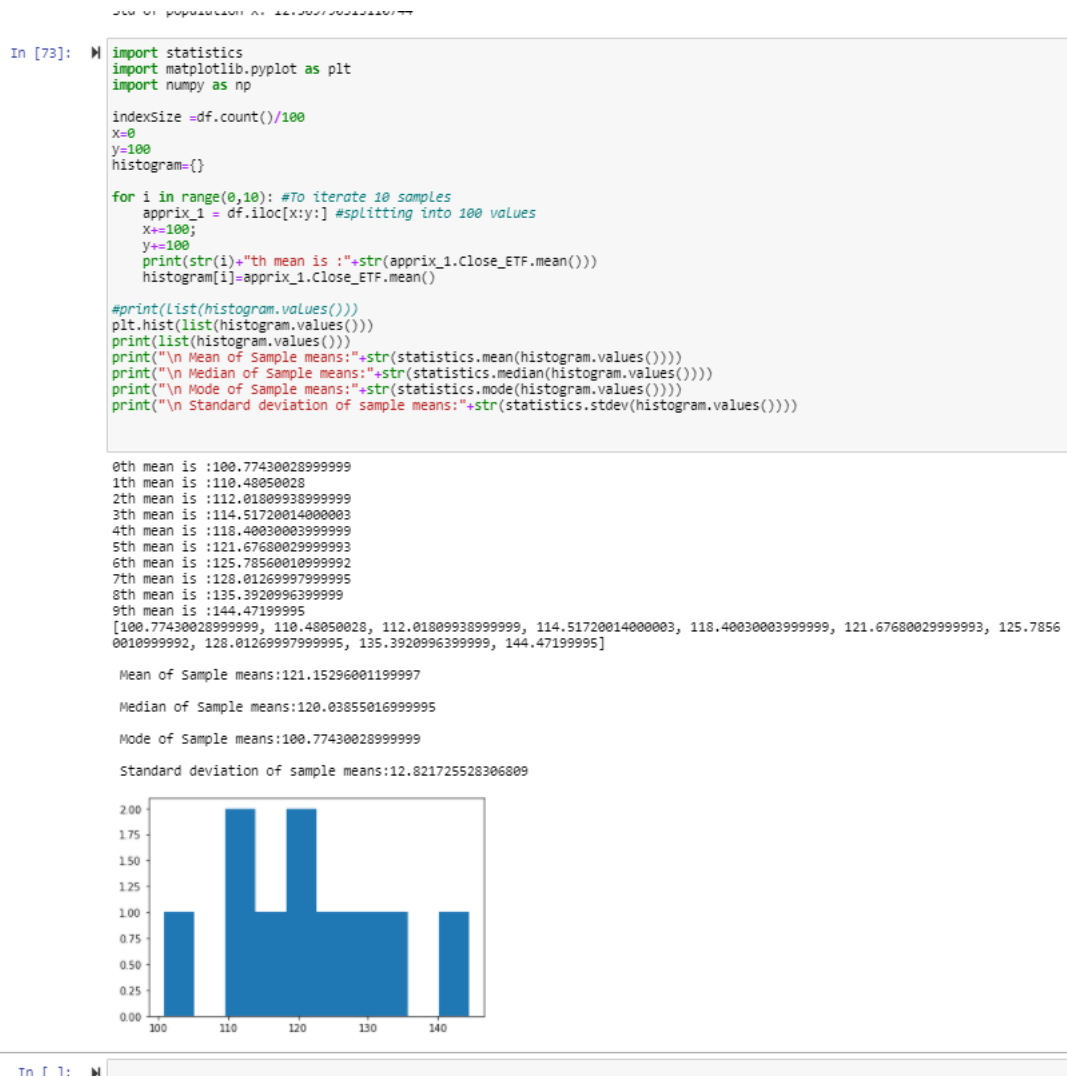 In [73]:
import statistics
import matplotlib.pyplot as plt
import numpy as np
indexSize =df.count()/100
x=0
y=100
histogram={}
for i in range(0,10): #To iterate 10 samples
    apprix_1 = df.iloc[x:y:] #splitting into 100 values
    x+=100;
    y+=100
    print(str(i)+"th mean is :"+str(apprix_1.Close_ETF.mean()))
    histogram[i]=apprix_1.Close_ETF.mean()
#print(list(histogram.values()))
plt.hist(list(histogram.values()))
print(list(histogram.values()))
print("\n Mean of Sample means:"+str(statistics.mean(histogram.values())))
print("\n Median of Sample means:"+str(statistics.median(histogram.values())))
print("\n Mode of Sample means:"+str(statistics.mode(histogram.values())))
print("\n Standard deviation of sample means:"+str(statistics.stdev(histogram.values())))
0th mean is :100.77430028999999
1th mean is :110.48050028
2th mean is :112.01809938999999
3th mean is :114.51720014000003
4th mean is :118.40030003999999
5th mean is :121.67680029999993
6th mean is :125.78560010999992
7th mean is :128.01269997999995
8th mean is :135.3920996399999
9th mean is :144.47199995
[100.77430028999999, 110.48050028, 112.01809938999999, 114.51720014000003, 118.40030003999999, 121.67680029999993, 125.7856
0010999992, 128.01269997999995, 135.3920996399999, 144.47199995]
Mean of Sample means:121.15296001199997
Median of Sample means:120.03855016999995
Mode of Sample means:100.77430028999999
Standard deviation of sample means:12.821725528306809
2.00
1.75
1.50
1.25
1.00
0.75
0.50
0.25
0.00
100 110 120 130 140
In [ ]: